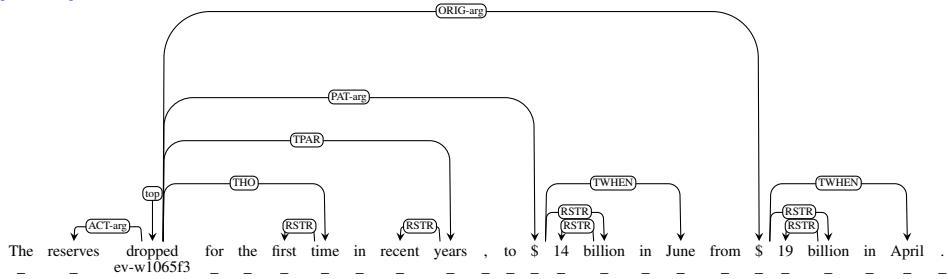 ORIG-arg
PAT-arg
TPAR
top THO TWHEN TWHEN
ACT-arg RSTR RSTR RSTR RSTR
RSTR RSTR
The reserves dropped for the first time in recent years , to $ 14 billion in June from $ 19 billion in April .
_ _ ev-w1065f3 _ _ _ _ _ _ _ _ _ _ _ _ _ _ _ _ _ _ _ _ _